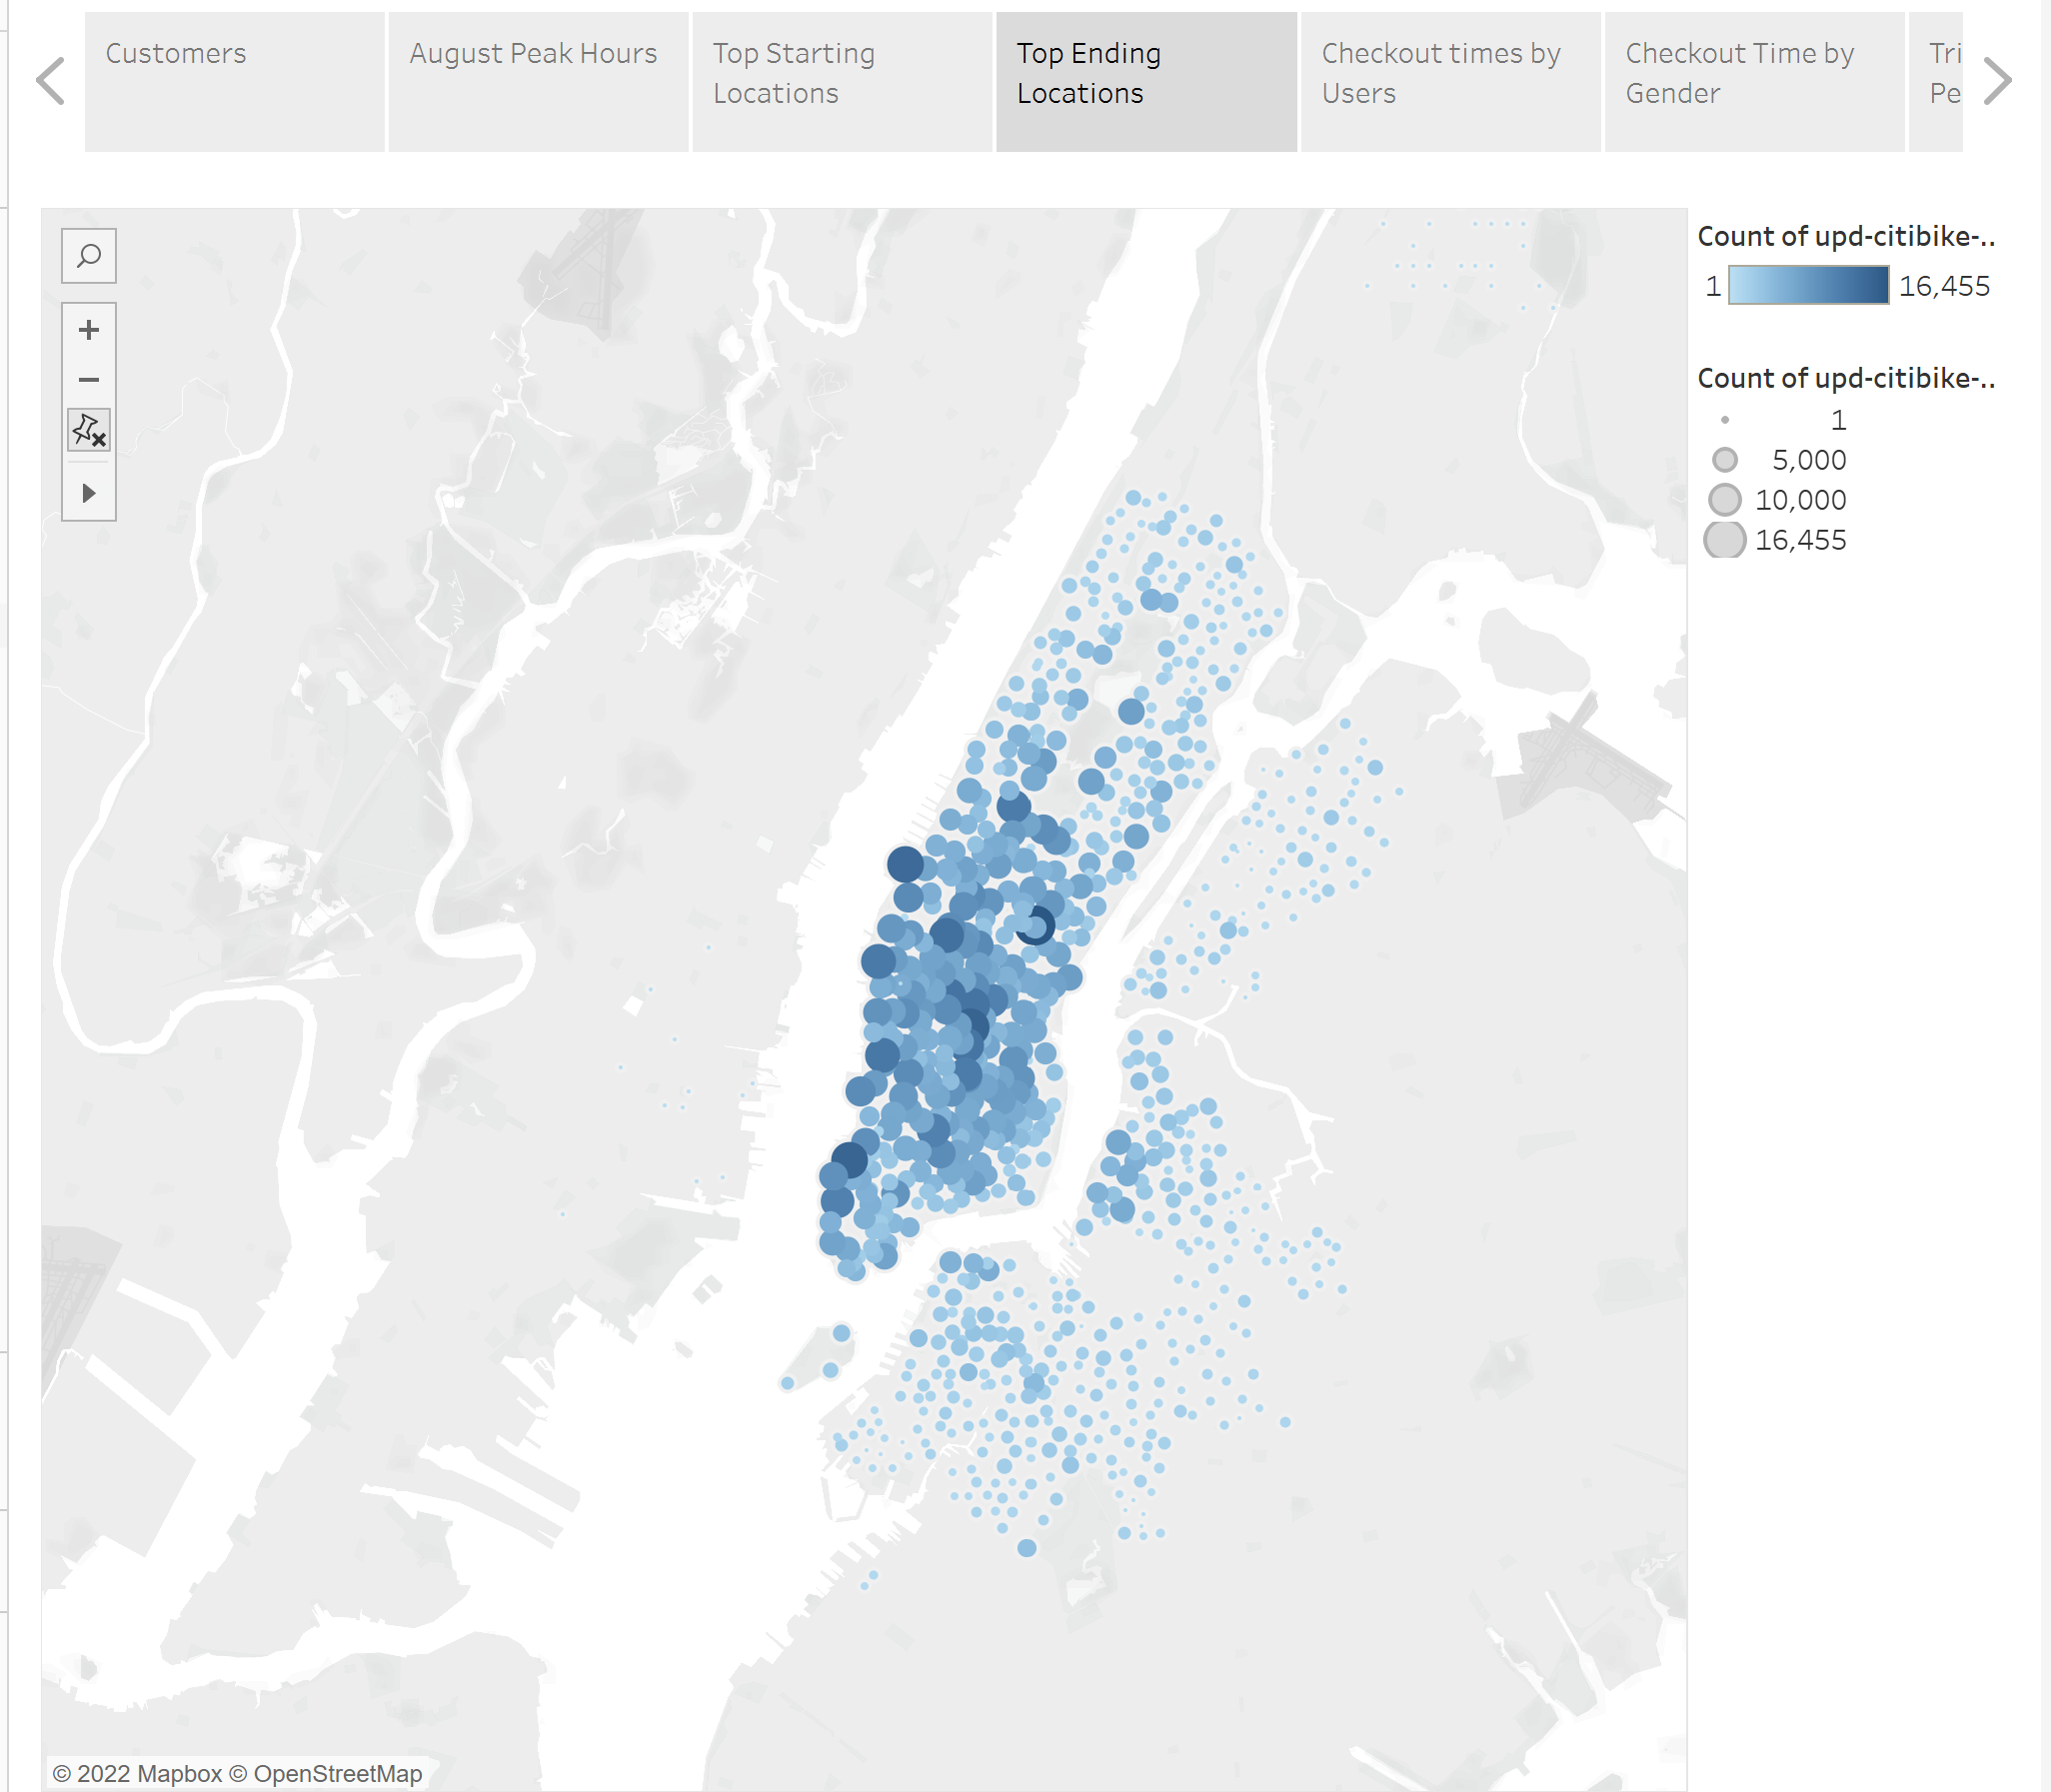 Customers
August Peak Hours
Top Starting
Locations
Top Ending
Locations
Checkout times by
Users
Checkout Time by
Gender
Tri
Pe
Count of upd-citibike-..
1 16,455
Count of upd-citibike-..
1
5,000
10,000
16,455
© 2022 Mapbox © OpenStreetMap